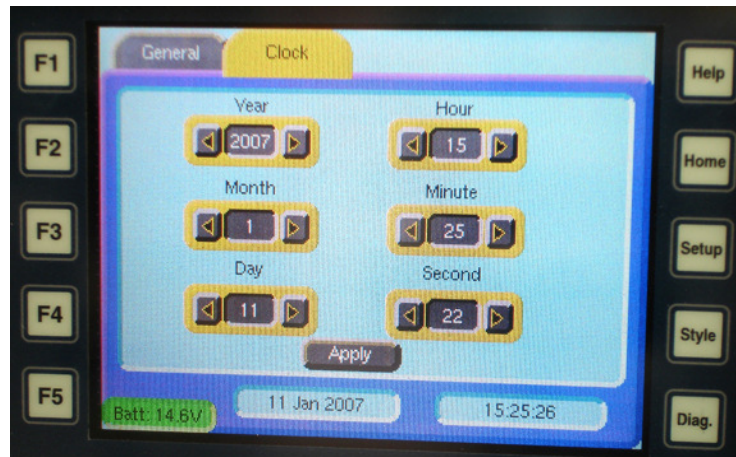 F1
F2
F3
F4
F5
General Clock
Year Hour
2007 15
Month Minute
1 25
Day Second
11 22
Apply
Batt: 14.6V 11 Jan 2007 15:25:26
Help
Home
Setup
Style
Diag.